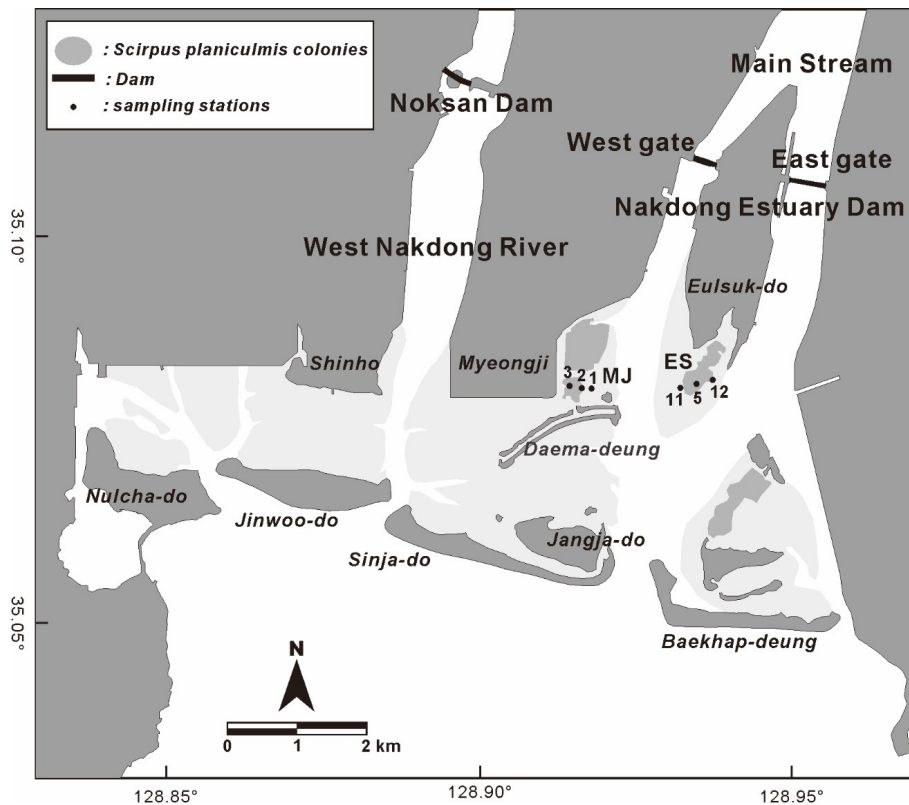 : Scirpus planiculmis colonies
: Dam
: sampling stations
Main Stream
Noksan Dam
West gate
East gate
Nakdong Estuary Dam
35.10°
West Nakdong River
Eulsuk-do
Shinho
Myeongji
3 2 1 MJ
ES
11 5 12
Daema-deung
Nulcha-do
Jinwoo-do
Jangja-do
Sinja-do
35.05°
Baekhap-deung
N
0 1 2 km
128.85° 128.90° 128.95°